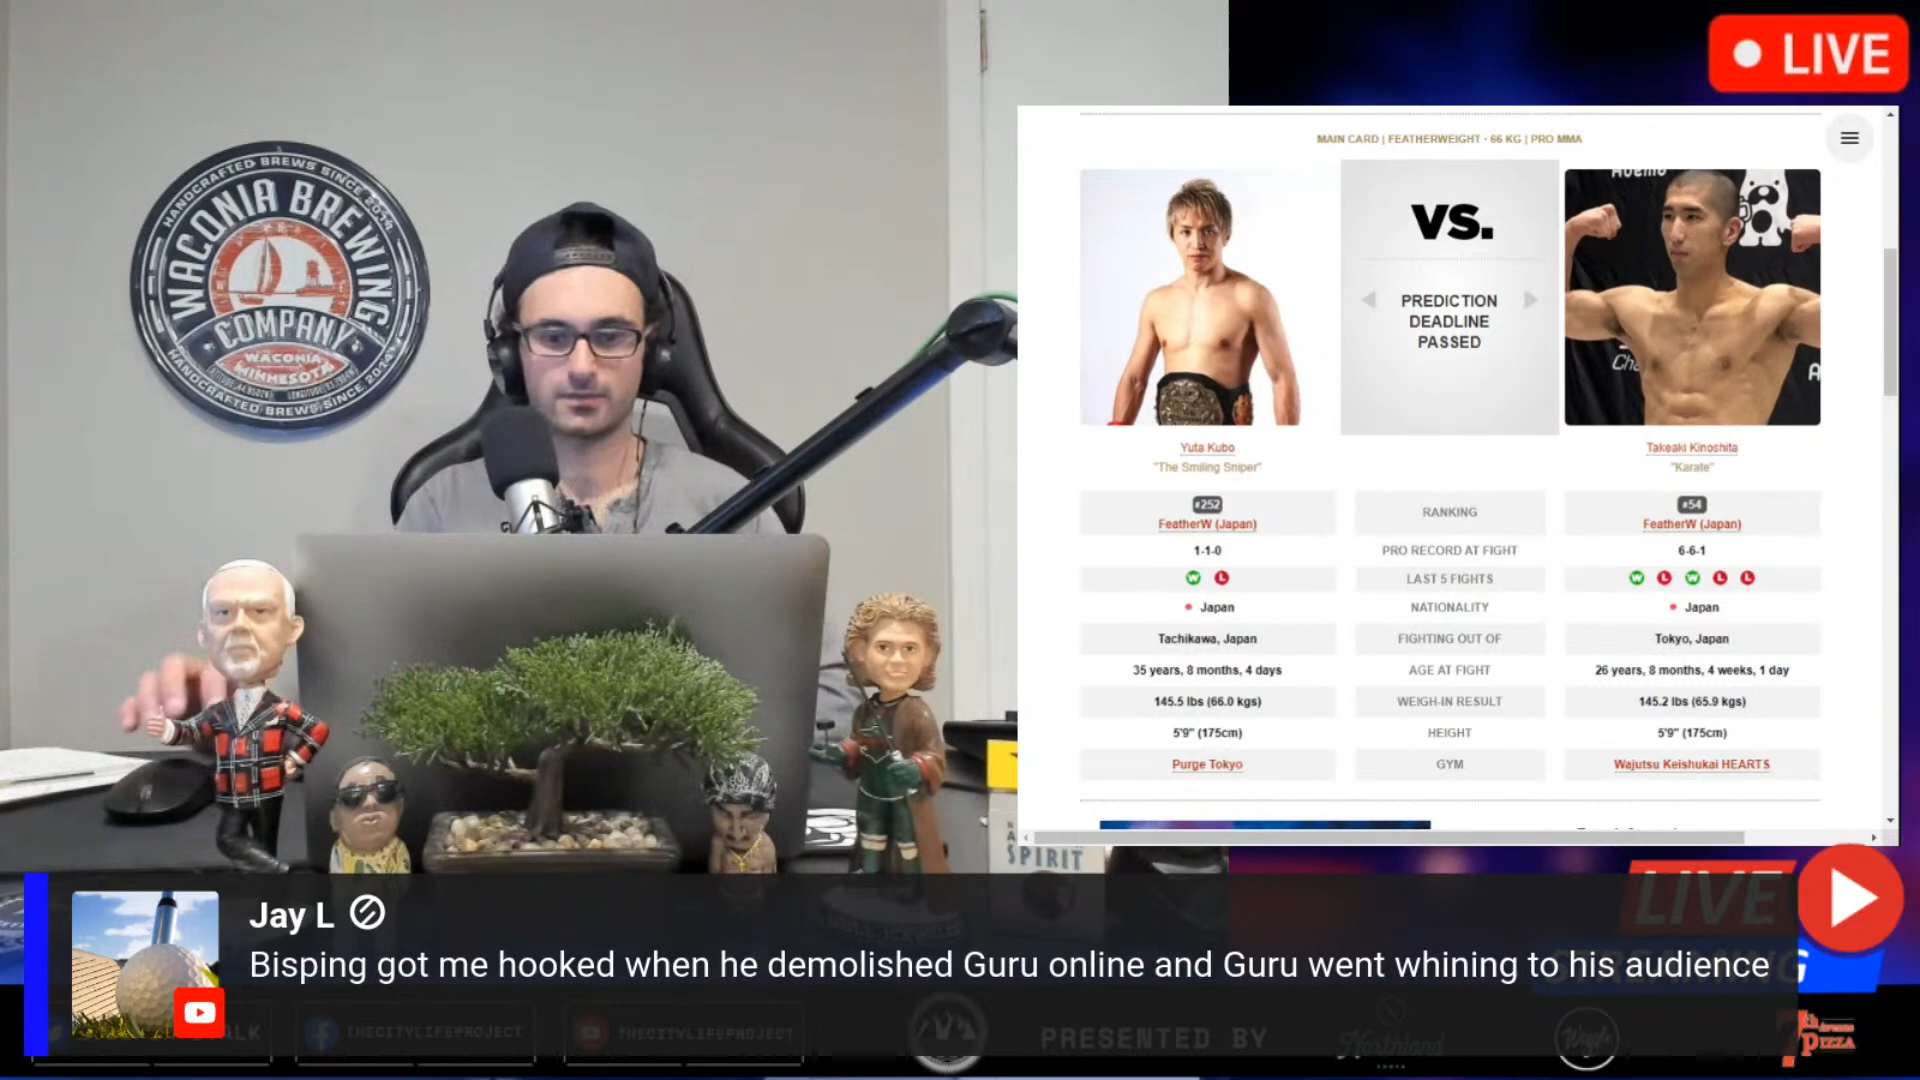 LIVE
HANDCRAFTED BREWS SINCE 2014
WACONIA BREWING
COMPANY
WACONIA
MINNESOTA
HANDCRAFTED BREWS SINCE 2014
MAIN CARD | FEATHERWEIGHT · 66 KG | PRO MMA
VS.
PREDICTION
DEADLINE
PASSED
Yuta Kubo
"The Smiling Sniper"
Takeaki Kinoshita
"Karate"
#252
FeatherW (Japan)
RANKING
#54
FeatherW (Japan)
1-1-0
PRO RECORD AT FIGHT
6-6-1
W L
LAST 5 FIGHTS
W L W L L
Japan
NATIONALITY
Japan
Tachikawa, Japan
FIGHTING OUT OF
Tokyo, Japan
35 years, 8 months, 4 days
AGE AT FIGHT
26 years, 8 months, 4 weeks, 1 day
145.5 lbs (66.0 kgs)
WEIGH-IN RESULT
145.2 lbs (65.9 kgs)
5'9" (175cm)
HEIGHT
5'9" (175cm)
Purge Tokyo
GYM
Wajutsu Keishukai HEARTS
SPIRIT
LIVE
Jay L
Bisping got me hooked when he demolished Guru online and Guru went whining to his audience
THECITYLIFEPROJECT
THECITYLIFEPROJECT
PRESENTED BY
Northland
7th Avenue
PIZZA